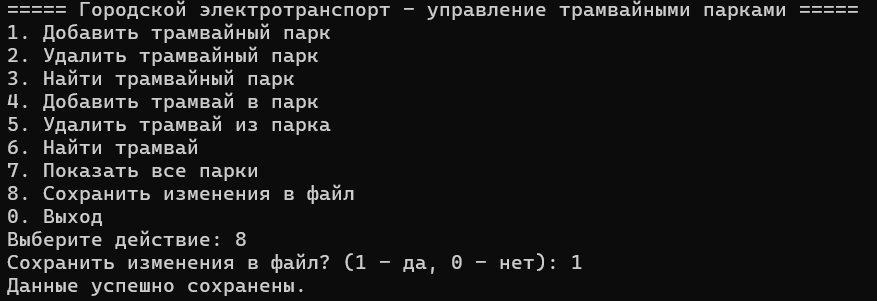 ===== Городской электротранспорт - управление трамвайными парками =====
1. Добавить трамвайный парк
2. Удалить трамвайный парк
3. Найти трамвайный парк
4. Добавить трамвай в парк
5. Удалить трамвай из парка
6. Найти трамвай
7. Показать все парки
8. Сохранить изменения в файл
0. Выход
Выберите действие: 8
Сохранить изменения в файл? (1 - да, 0 - нет): 1
Данные успешно сохранены.